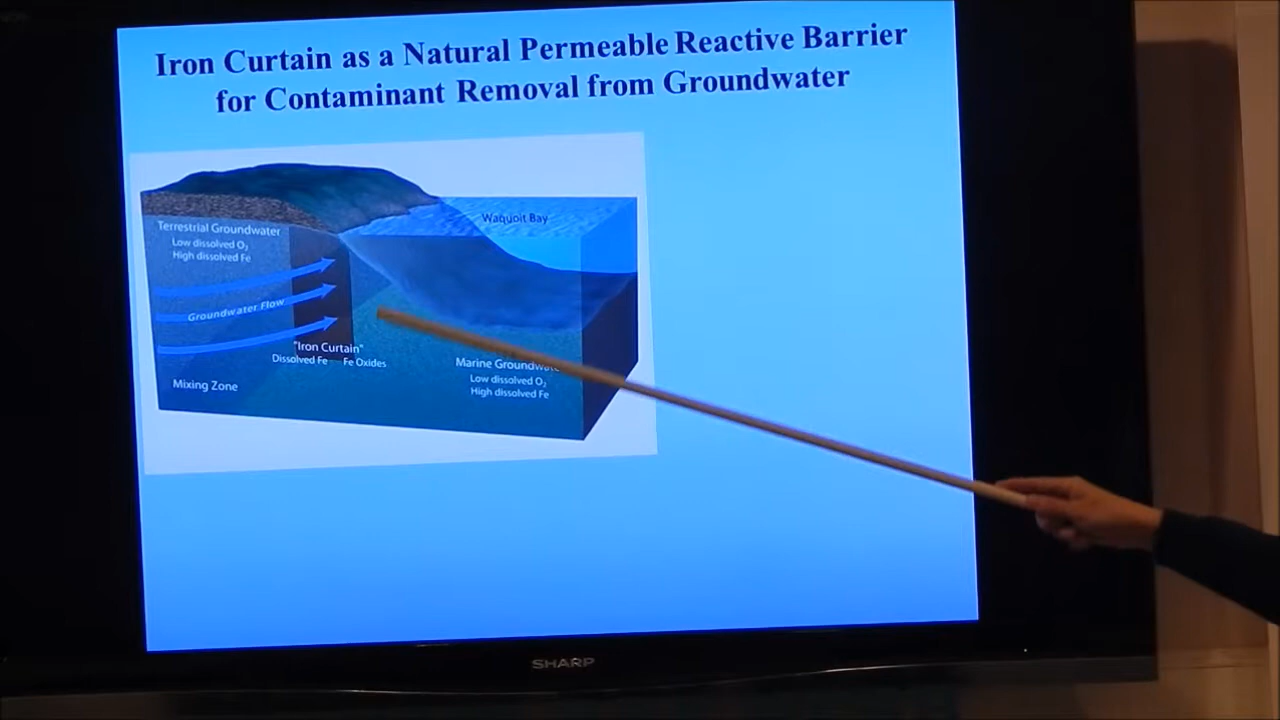 Iron Curtain as a Natural Permeable Reactive Barrier
for Contaminant Removal from Groundwater
Waquoit Bay
Terrestrial Groundwater
Low dissolved O₂
High dissolved Fe
Groundwater Flow
"Iron Curtain"
Dissolved Fe Fe Oxides
Mixing Zone
Marine Groundwate
Low dissolved O₂
High dissolved Fe
SHARP